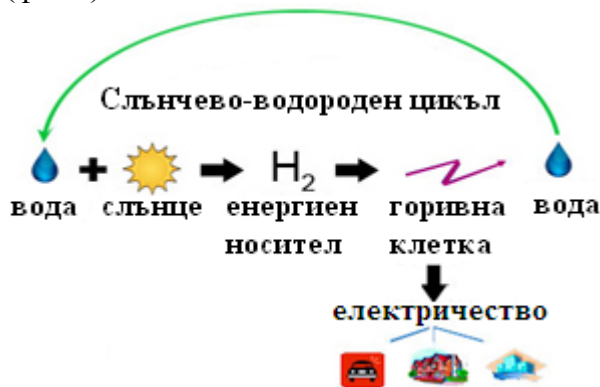 Слънчево-водороден цикъл
+ H₂
вода слънце енергиен горивна вода
носител клетка
електричество